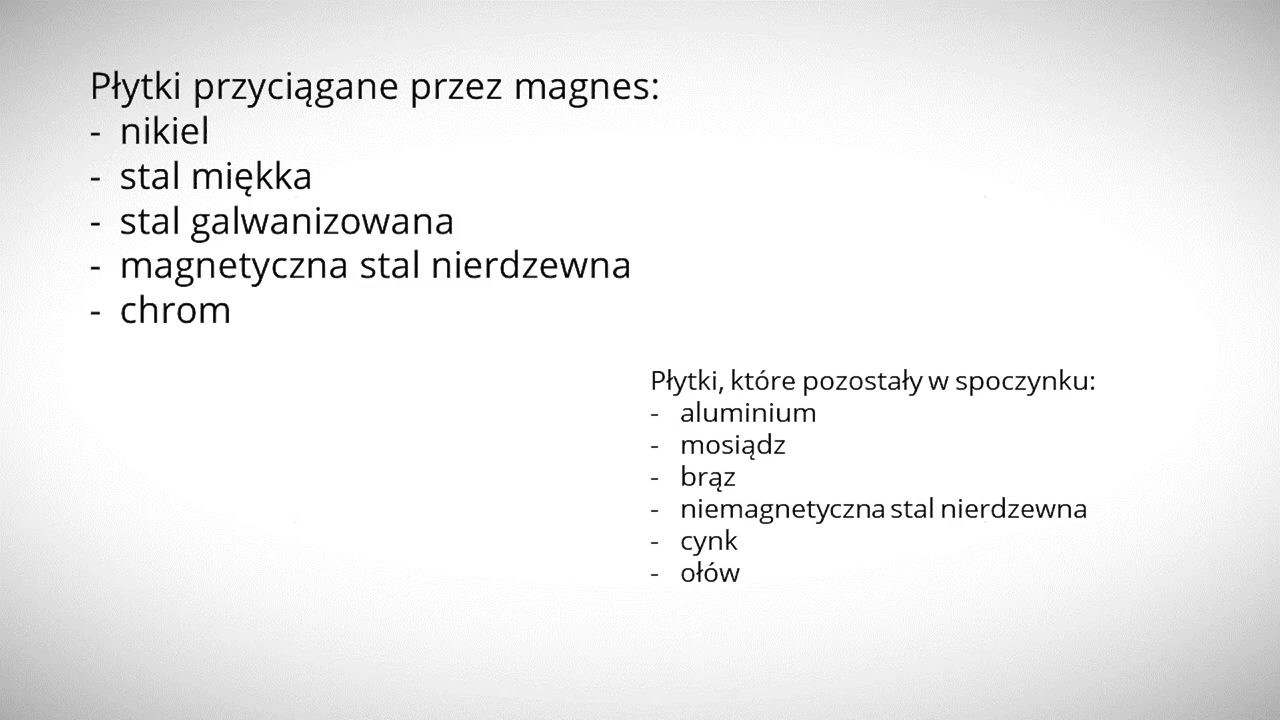 Płytki przyciągane przez magnes:
- nikiel
- stal miękka
- stal galwanizowana
- magnetyczna stal nierdzewna
- chrom
Płytki, które pozostały w spoczynku:
- aluminium
- mosiądz
- brąz
- niemagnetyczna stal nierdzewna
- cynk
- ołów